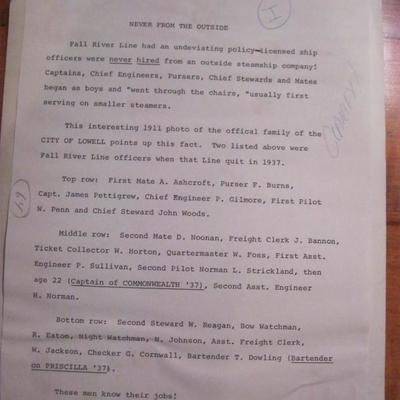 I
NEVER FROM THE OUTSIDE
Fall River Line had an undeviating policy—licensed ship
officers were never hired from an outside steamship company!
Captains, Chief Engineers, Pursers, Chief Stewards and Mates
began as boys and "went through the chairs, "usually first
serving on smaller steamers.
This interesting 1911 photo of the offical family of the
CITY OF LOWELL points up this fact. Two listed above were
Fall River Line officers when that Line quit in 1937.
Top row: First Mate A. Ashcroft, Purser F. Burns,
Capt. James Pettigrew, Chief Engineer P. Gilmore, First Pilot
W. Penn and Chief Steward John Woods.
Middle row: Second Mate D. Noonan, Freight Clerk J. Bannon,
Ticket Collector W. Horton, Quartermaster W. Foss, First Asst.
Engineer P. Sullivan, Second Pilot Norman L. Strickland, then
age 22 (Captain of COMMONWEALTH '37), Second Asst. Engineer
H. Norman.
Bottom row: Second Steward W. Reagan, Bow Watchman,
R. Eaton, Night Watchman, N. Johnson, Asst. Freight Clerk,
W. Jackson, Checker G. Cornwall, Bartender T. Dowling (Bartender
on PRISCILLA '37).
These men know their jobs!